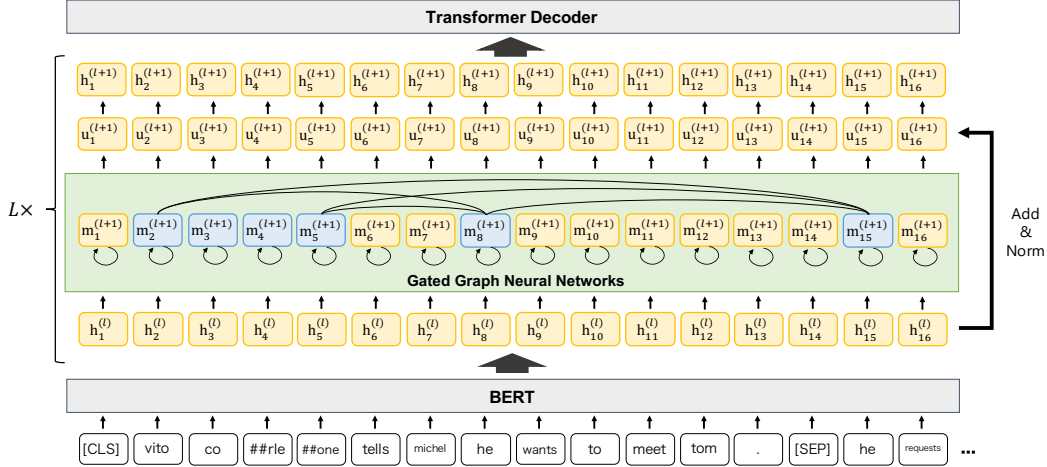 Transformer Decoder
h₁^(l+1) h₂^(l+1) h₃^(l+1) h₄^(l+1) h₅^(l+1) h₆^(l+1) h₇^(l+1) h₈^(l+1) h₉^(l+1) h₁₀^(l+1) h₁₁^(l+1) h₁₂^(l+1) h₁₃^(l+1) h₁₄^(l+1) h₁₅^(l+1) h₁₆^(l+1)
u₁^(l+1) u₂^(l+1) u₃^(l+1) u₄^(l+1) u₅^(l+1) u₆^(l+1) u₇^(l+1) u₈^(l+1) u₉^(l+1) u₁₀^(l+1) u₁₁^(l+1) u₁₂^(l+1) u₁₃^(l+1) u₁₄^(l+1) u₁₅^(l+1) u₁₆^(l+1)
L×
m₁^(l+1) m₂^(l+1) m₃^(l+1) m₄^(l+1) m₅^(l+1) m₆^(l+1) m₇^(l+1) m₈^(l+1) m₉^(l+1) m₁₀^(l+1) m₁₁^(l+1) m₁₂^(l+1) m₁₃^(l+1) m₁₄^(l+1) m₁₅^(l+1) m₁₆^(l+1)
Add
&
Norm
Gated Graph Neural Networks
h₁^(l) h₂^(l) h₃^(l) h₄^(l) h₅^(l) h₆^(l) h₇^(l) h₈^(l) h₉^(l) h₁₀^(l) h₁₁^(l) h₁₂^(l) h₁₃^(l) h₁₄^(l) h₁₅^(l) h₁₆^(l)
BERT
[CLS] vito co ##rle ##one tells michel he wants to meet tom . [SEP] he requests ...